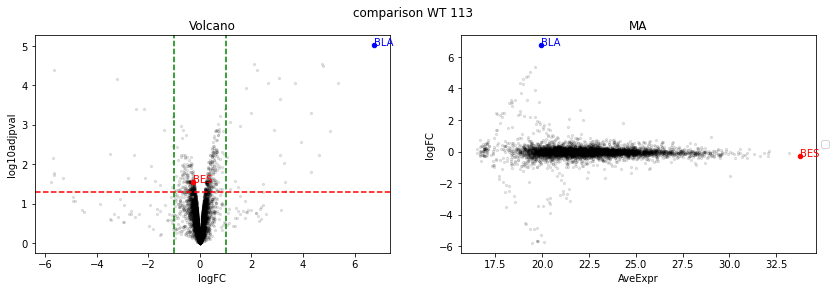 comparison WT 113
Volcano
MA
BLA
BES
5
4
3
2
1
0
−6
−4
−2
0
2
4
6
log10adjpval
logFC
BLA
BES
6
4
2
0
−2
−4
−6
17.5
20.0
22.5
25.0
27.5
30.0
32.5
logFC
AveExpr